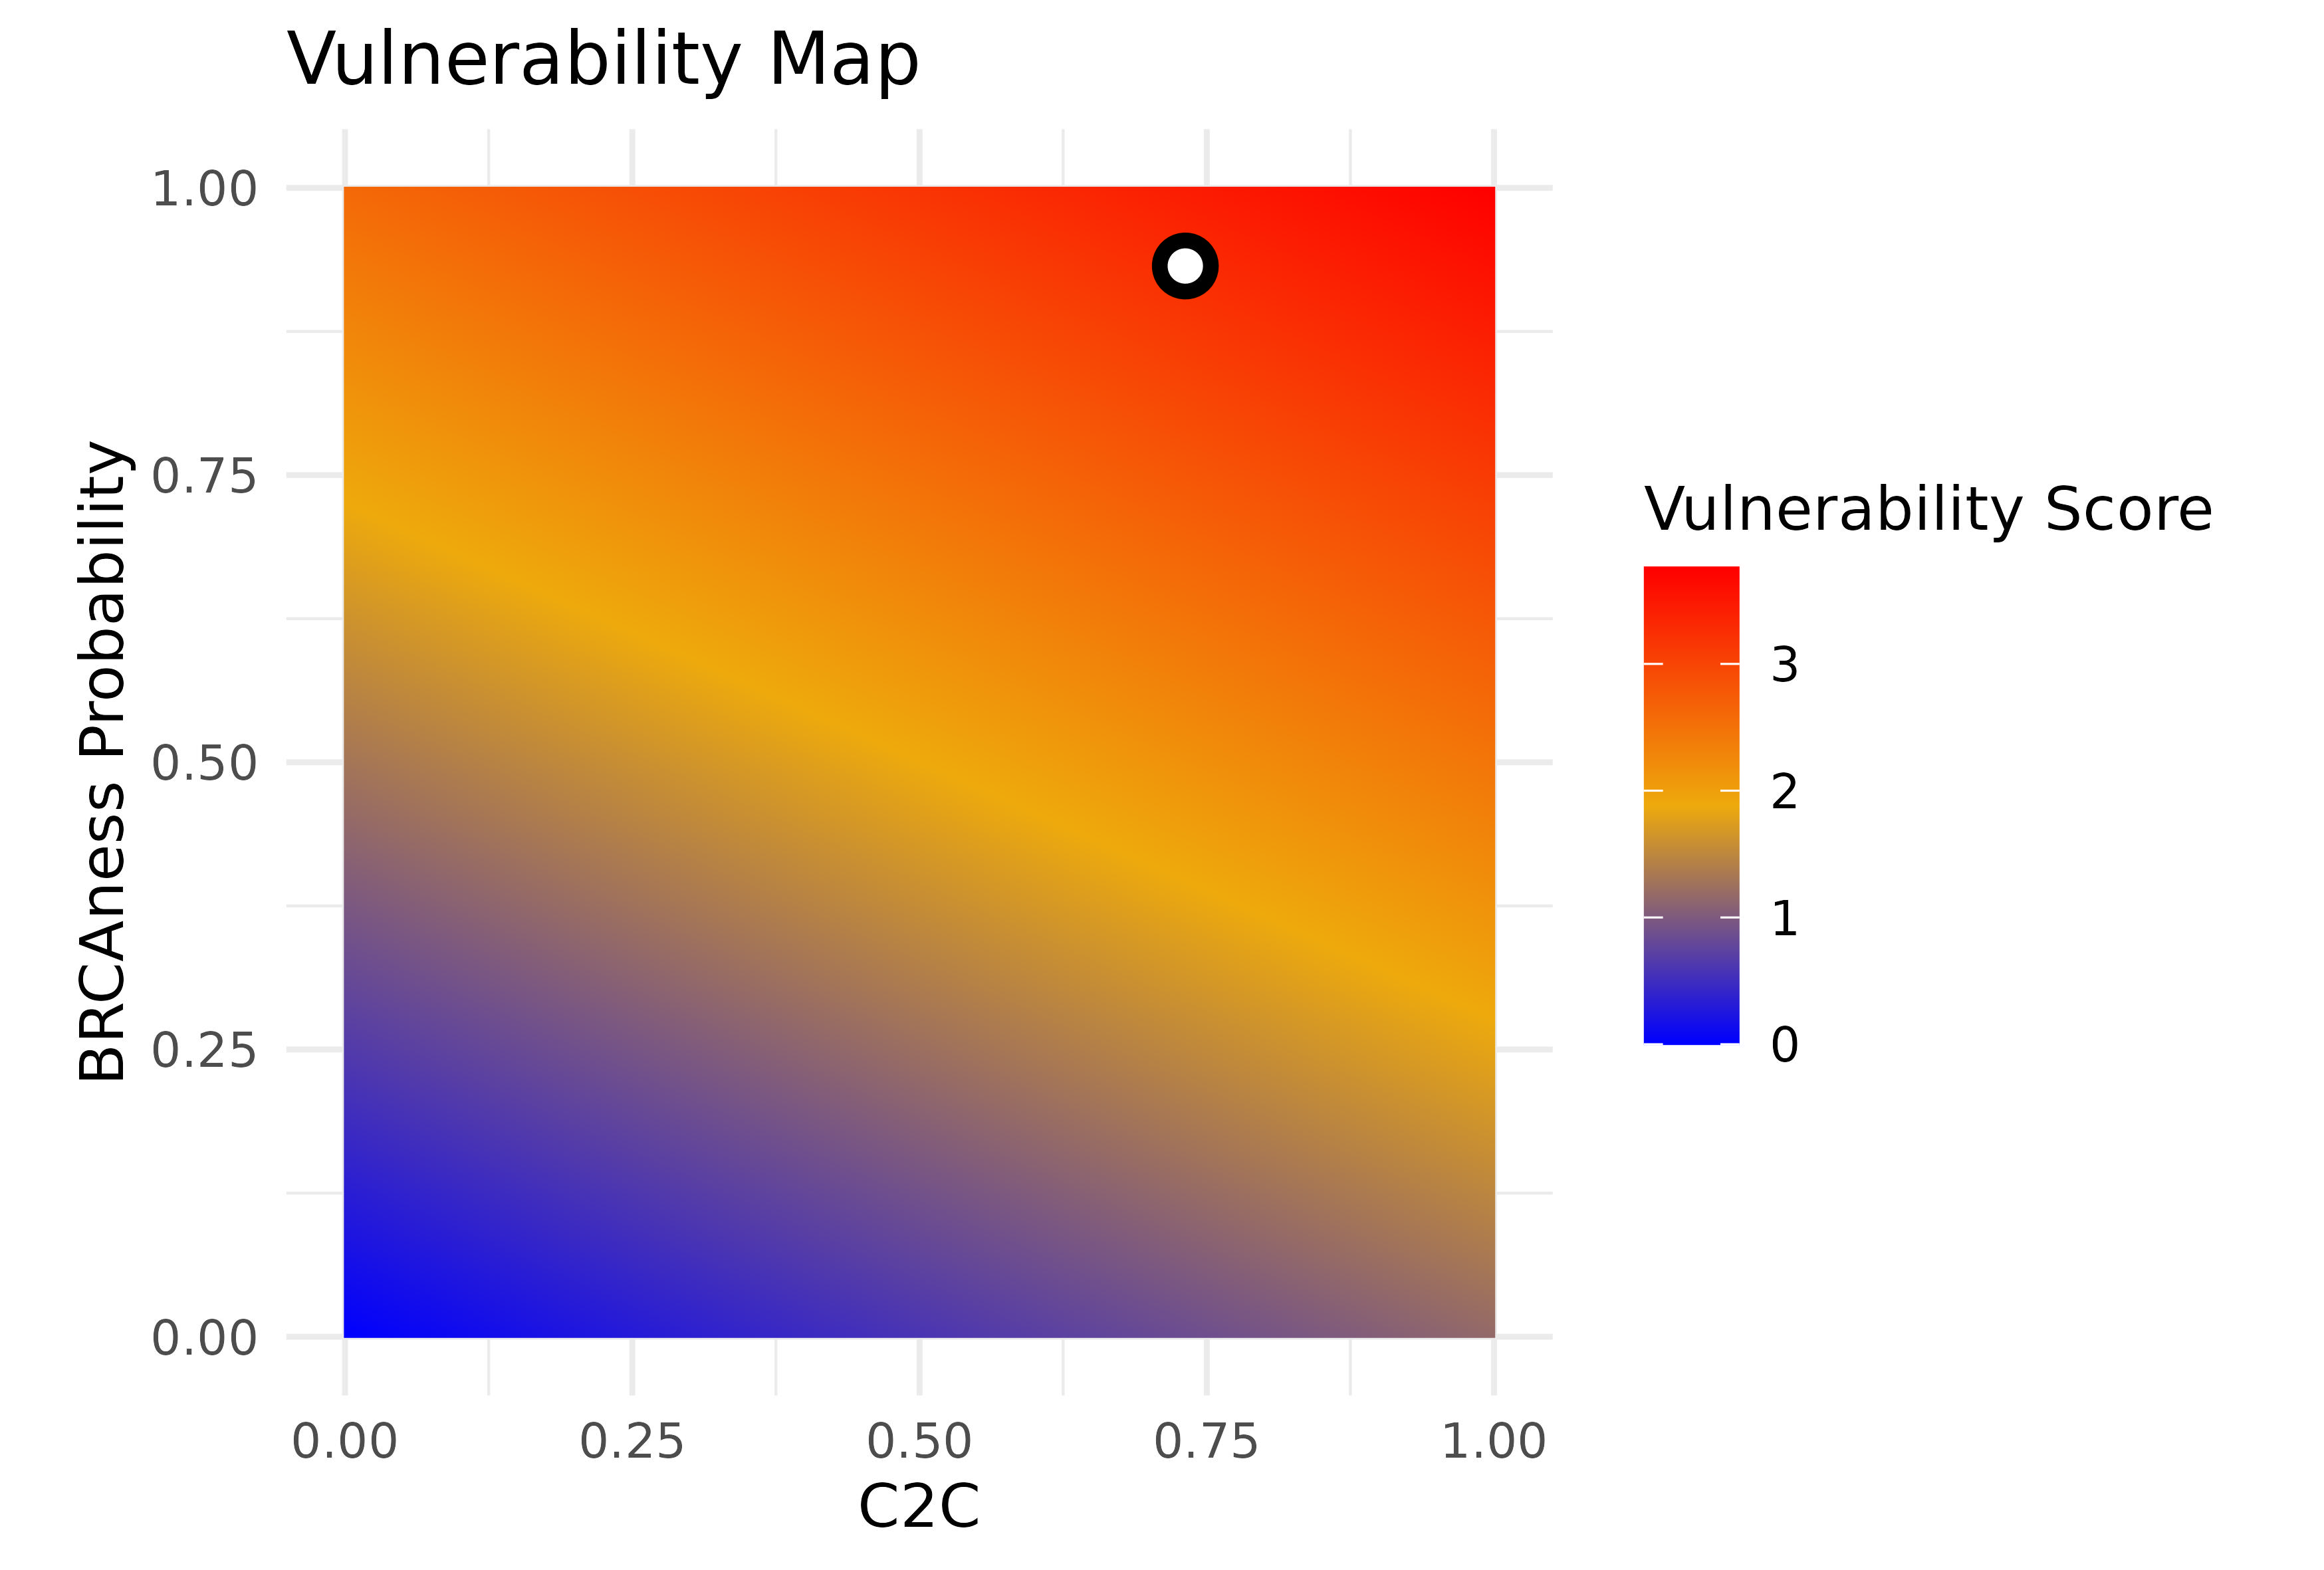 Vulnerability Map
1.00
0.75
0.50
0.25
0.00
BRCAness Probability
0.00 0.25 0.50 0.75 1.00
C2C
Vulnerability Score
3
2
1
0